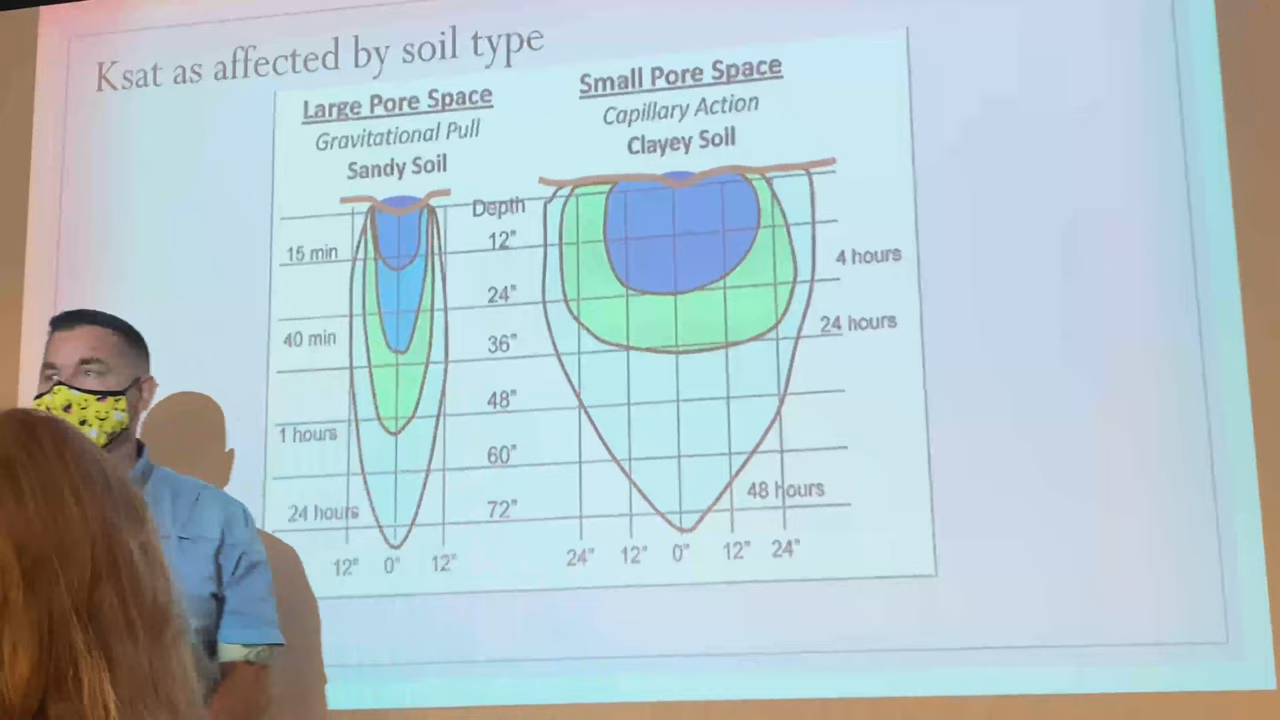 Ksat as affected by soil type
Large Pore Space
Gravitational Pull
Sandy Soil
Small Pore Space
Capillary Action
Clayey Soil
Depth
15 min
12"
4 hours
24"
24 hours
40 min
36"
48"
1 hours
60"
48 hours
24 hours
72"
12" 0" 12"
24" 12" 0" 12" 24"